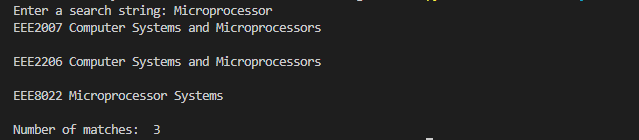 Enter a search string: Microprocessor
EEE2007 Computer Systems and Microprocessors
EEE2206 Computer Systems and Microprocessors
EEE8022 Microprocessor Systems
Number of matches:  3